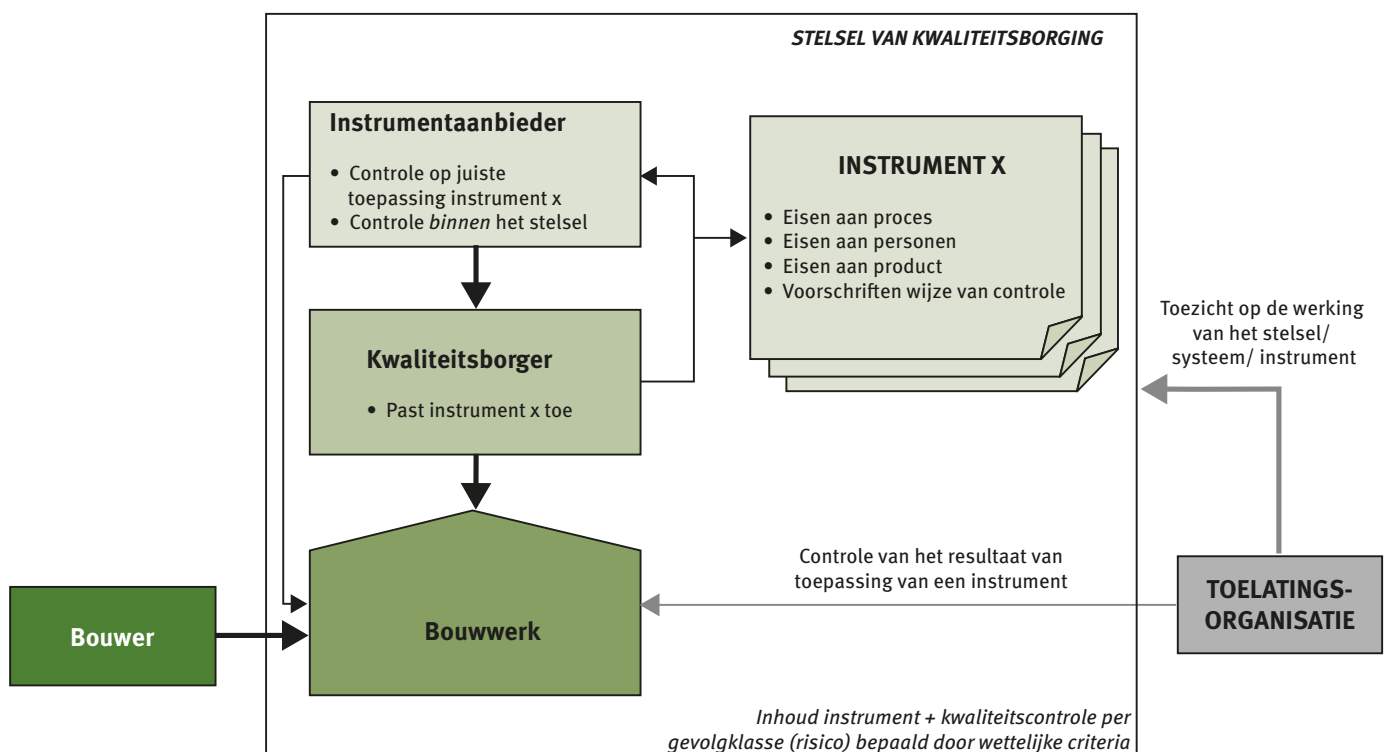 STELSEL VAN KWALITEITSBORGING
Instrumentaanbieder
• Controle op juiste
toepassing instrument x
• Controle binnen het stelsel
INSTRUMENT X
• Eisen aan proces
• Eisen aan personen
• Eisen aan product
• Voorschriften wijze van controle
Kwaliteitsborger
• Past instrument x toe
Toezicht op de werking
van het stelsel/
systeem/ instrument
Controle van het resultaat van
toepassing van een instrument
TOELATINGS-
ORGANISATIE
Bouwer
Bouwwerk
Inhoud instrument + kwaliteitscontrole per
gevolgklasse (risico) bepaald door wettelijke criteria